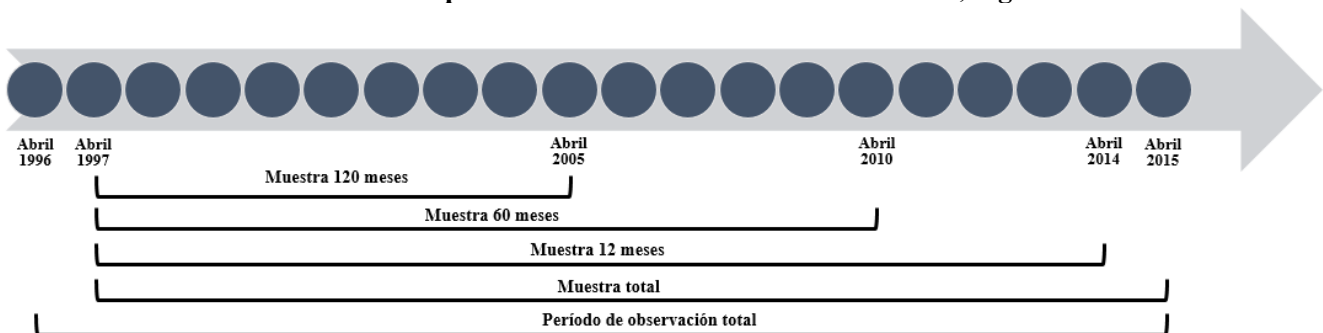 Abril
1996
Abril
1997
Abril
2005
Abril
2010
Abril
2014
Abril
2015
Muestra 120 meses
Muestra 60 meses
Muestra 12 meses
Muestra total
Período de observación total